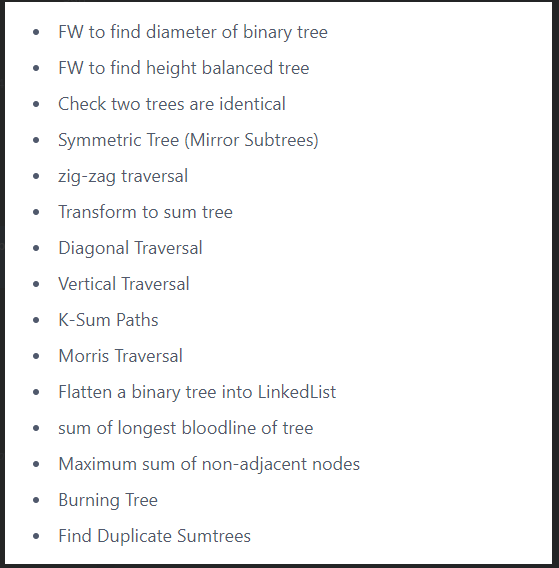 • FW to find diameter of binary tree
• FW to find height balanced tree
• Check two trees are identical
• Symmetric Tree (Mirror Subtrees)
• zig-zag traversal
• Transform to sum tree
• Diagonal Traversal
• Vertical Traversal
• K-Sum Paths
• Morris Traversal
• Flatten a binary tree into LinkedList
• sum of longest bloodline of tree
• Maximum sum of non-adjacent nodes
• Burning Tree
• Find Duplicate Sumtrees